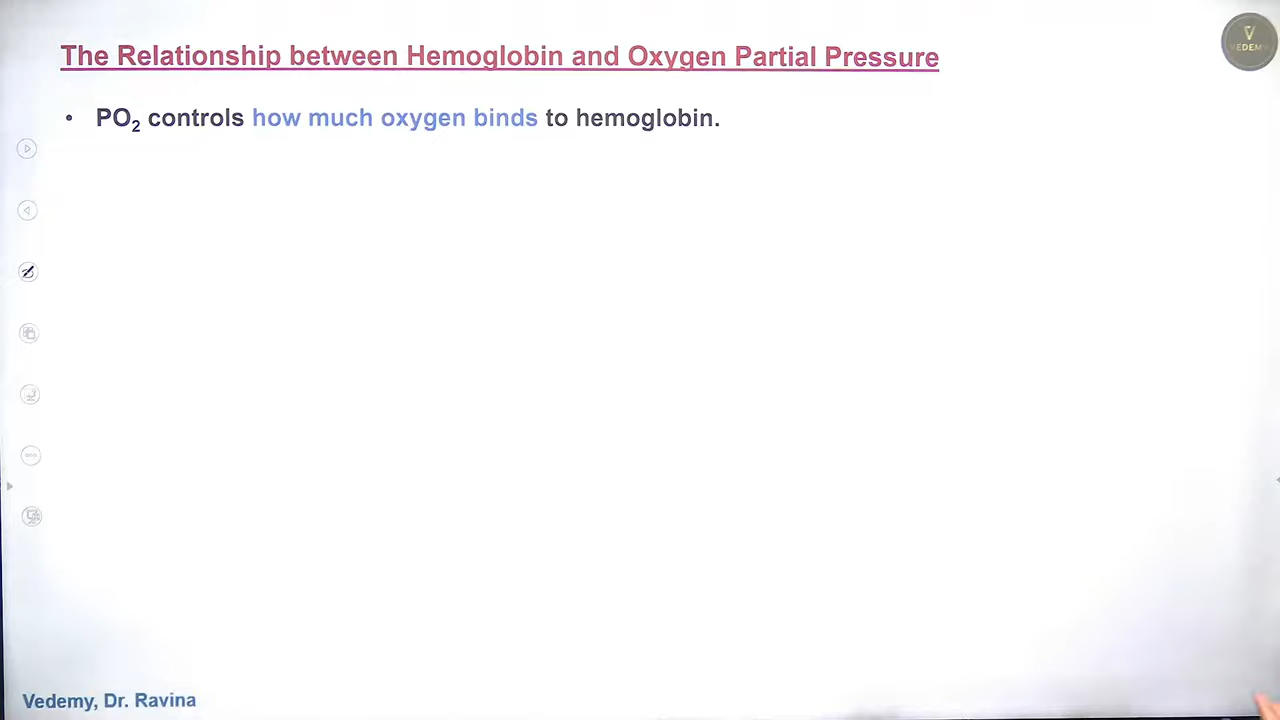 The Relationship between Hemoglobin and Oxygen Partial Pressure
• PO₂ controls how much oxygen binds to hemoglobin.
V
VEDEMY
Vedemy, Dr. Ravina